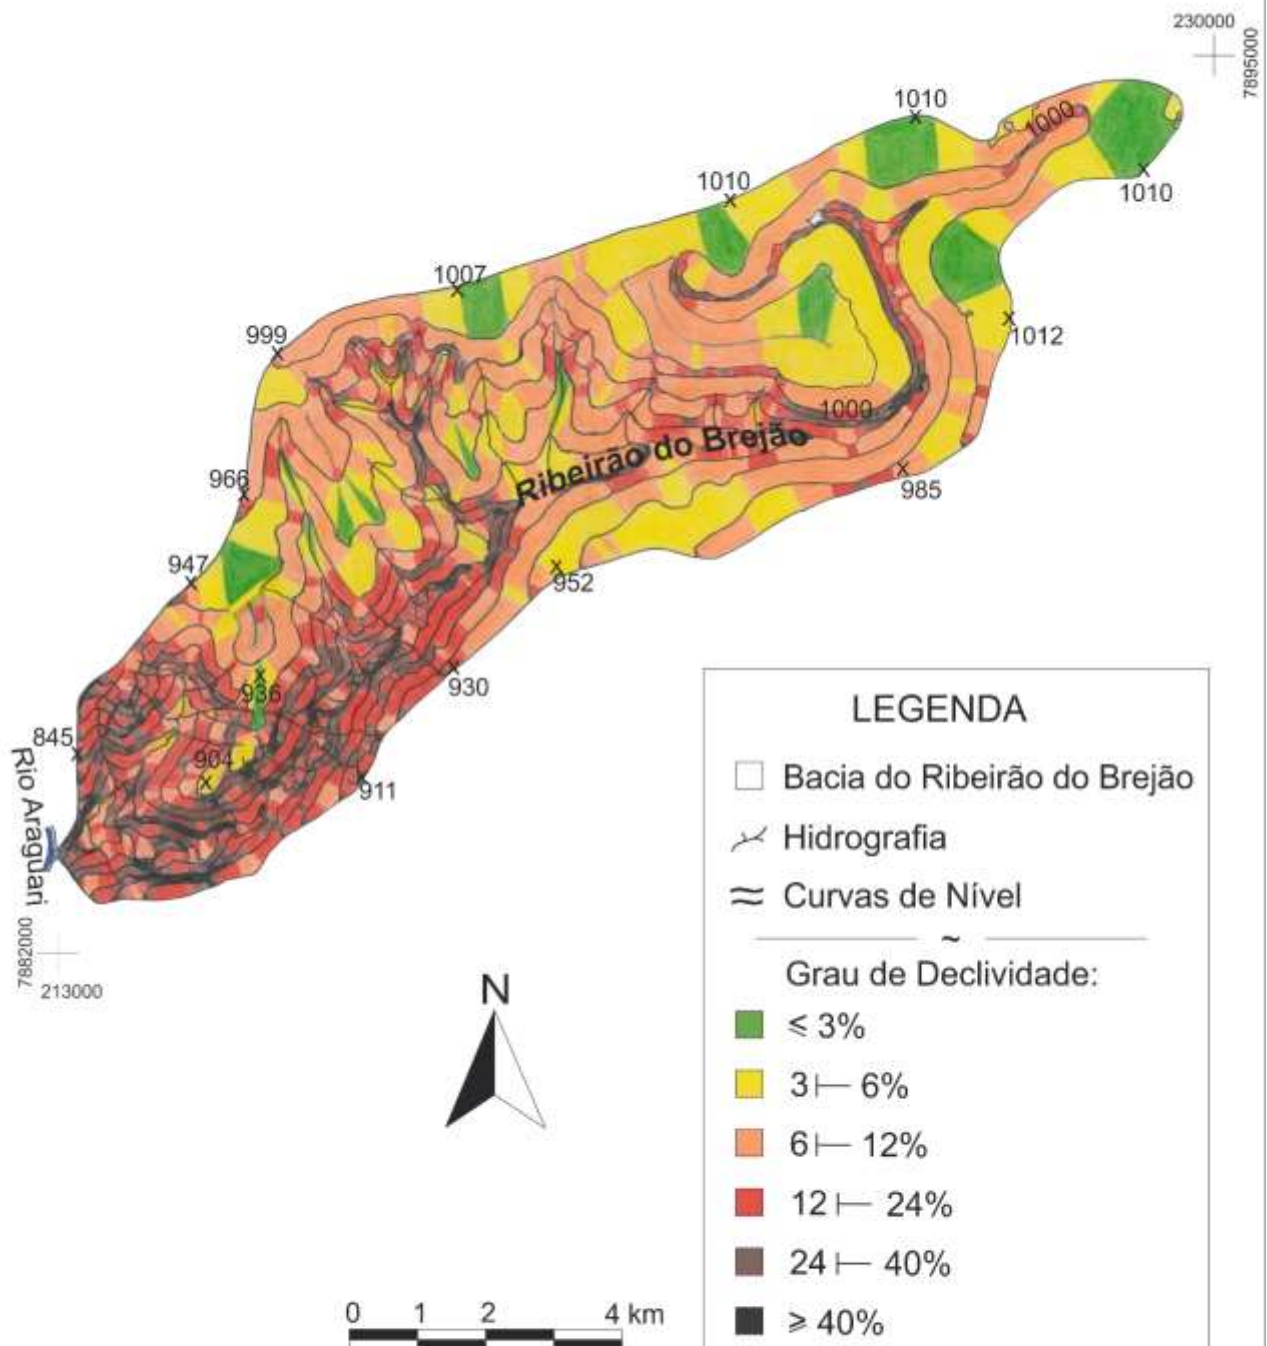 230000
7895000
1010
1000
1010
1010
1007
999
1012
1000
Ribeirão do Brejão
966
985
947
952
936
930
845
904
911
Rio Araguari
7882000
213000
N
0 1 2 4 km
LEGENDA
Bacia do Ribeirão do Brejão
Hidrografia
Curvas de Nível
~
Grau de Declividade:
≤ 3%
3 ⊢ 6%
6 ⊢ 12%
12 ⊢ 24%
24 ⊢ 40%
≥ 40%